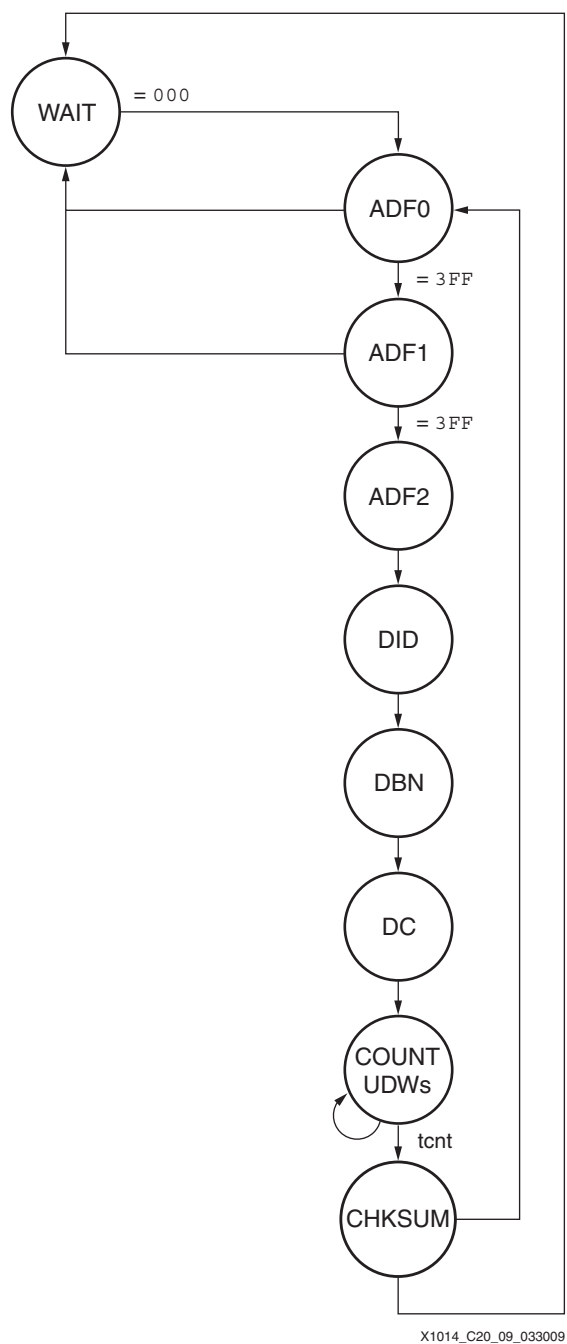 WAIT
= 000
ADF0
= 3FF
ADF1
= 3FF
ADF2
DID
DBN
DC
COUNT
UDWs
tcnt
CHKSUM
X1014_C20_09_033009